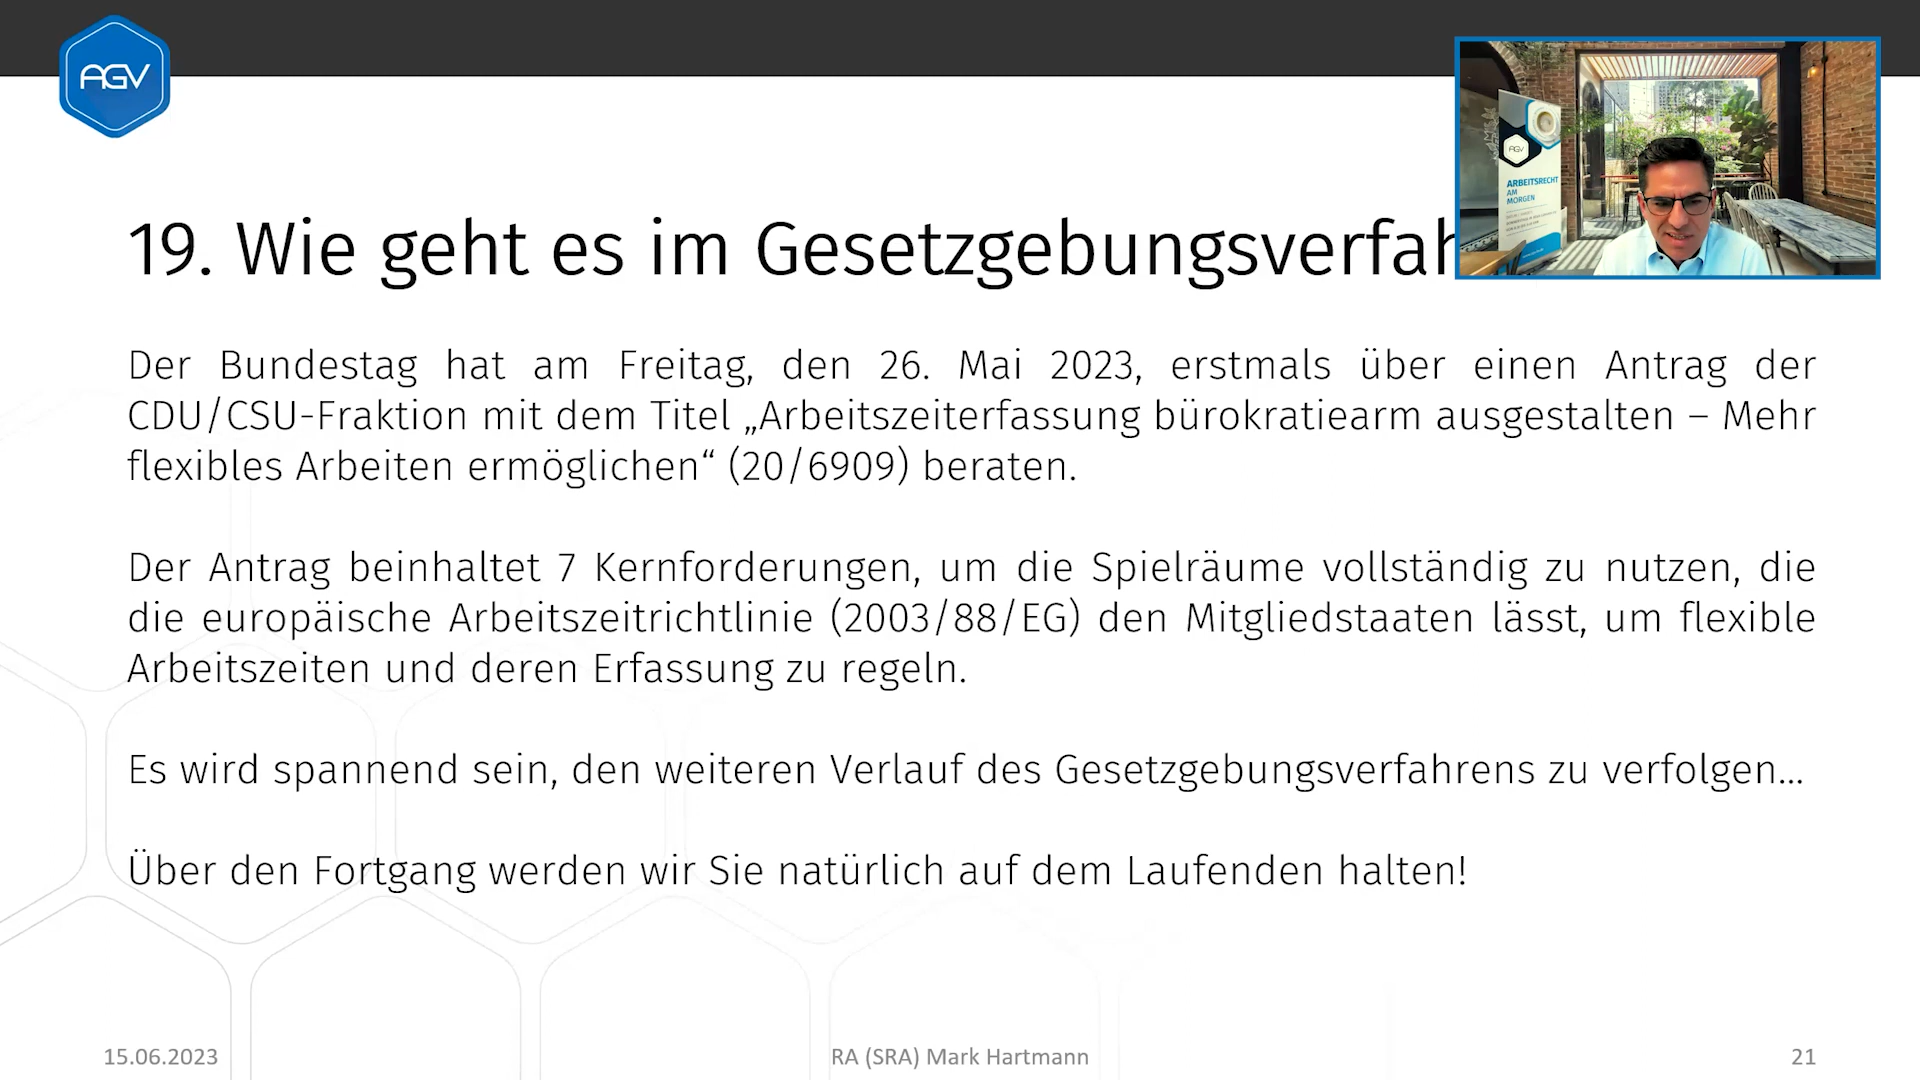 AGV
AGV
ARBEITSRECHT
AM
MORGEN
19. Wie geht es im Gesetzgebungsverfah
Der Bundestag hat am Freitag, den 26. Mai 2023, erstmals über einen Antrag der
CDU/CSU-Fraktion mit dem Titel „Arbeitszeiterfassung bürokratiearm ausgestalten – Mehr
flexibles Arbeiten ermöglichen“ (20/6909) beraten.
Der Antrag beinhaltet 7 Kernforderungen, um die Spielräume vollständig zu nutzen, die
die europäische Arbeitszeitrichtlinie (2003/88/EG) den Mitgliedstaaten lässt, um flexible
Arbeitszeiten und deren Erfassung zu regeln.
Es wird spannend sein, den weiteren Verlauf des Gesetzgebungsverfahrens zu verfolgen...
Über den Fortgang werden wir Sie natürlich auf dem Laufenden halten!
15.06.2023
RA (SRA) Mark Hartmann
21